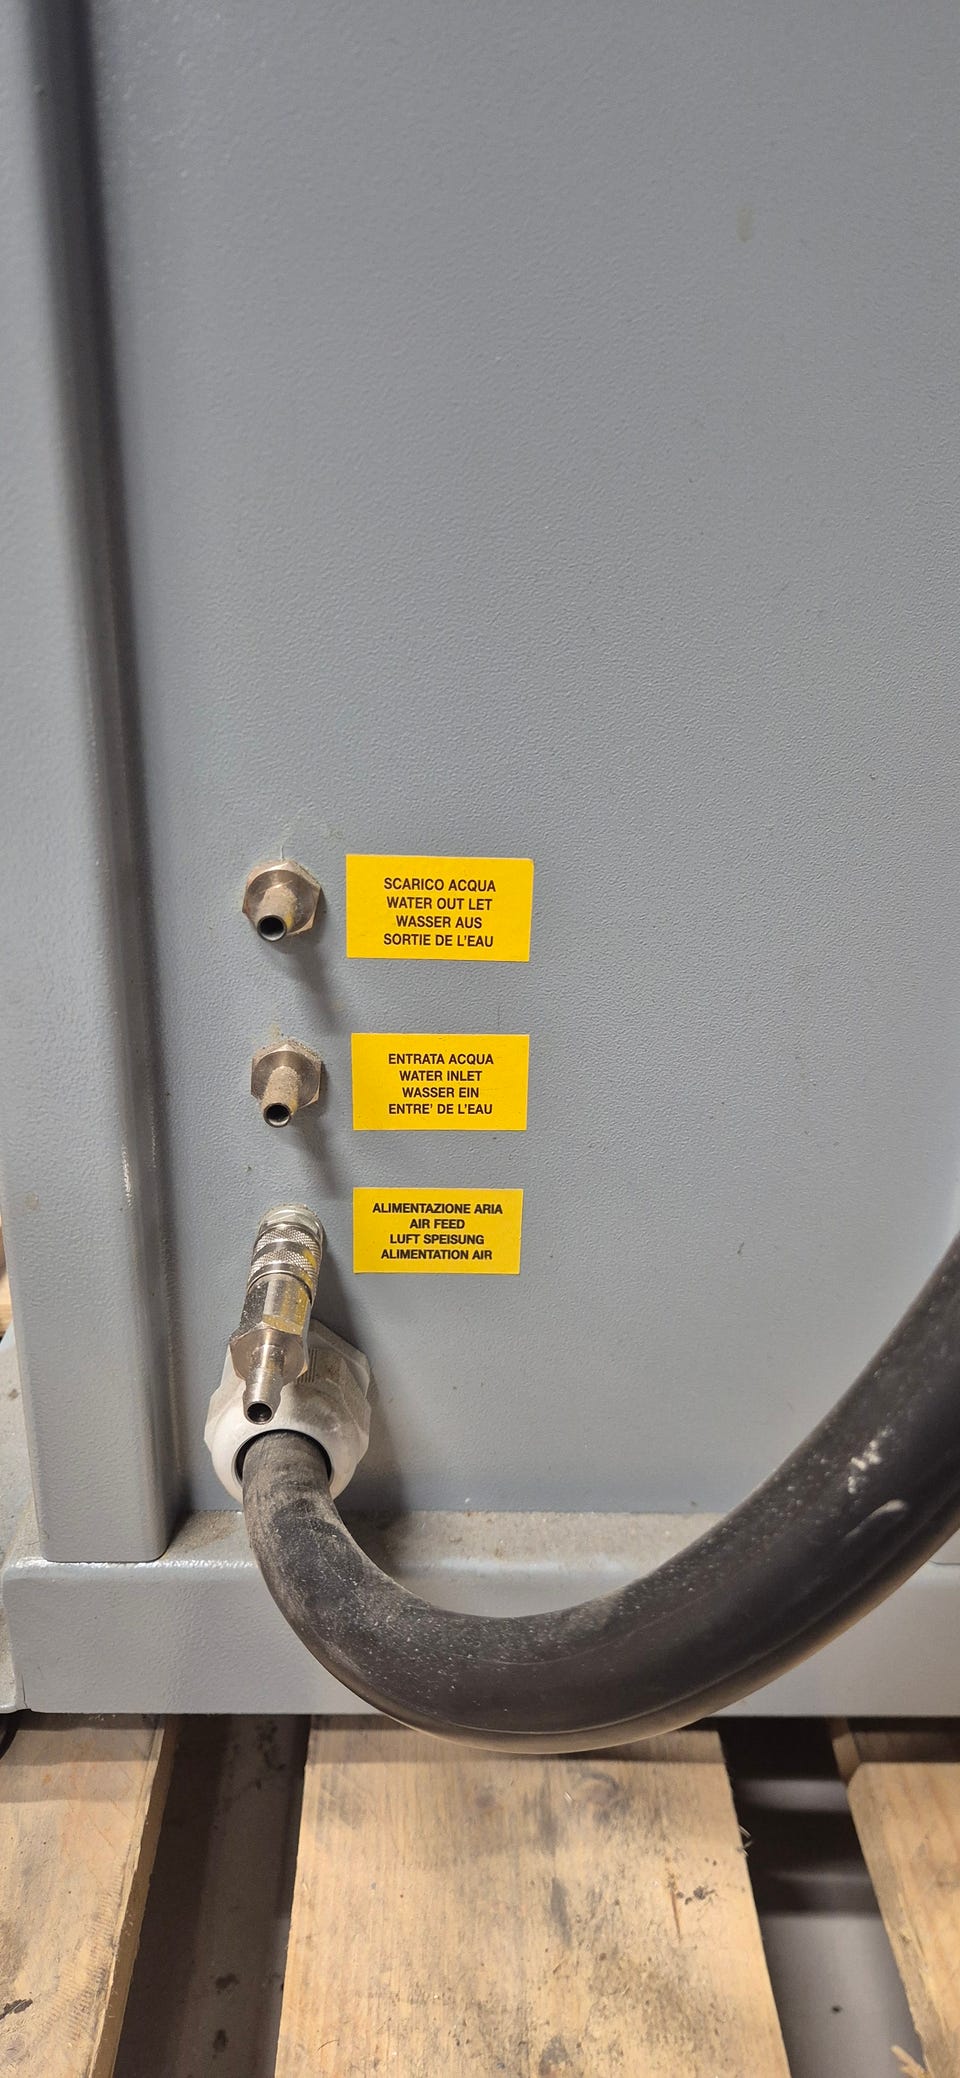 SCARICO ACQUA
WATER OUT LET
WASSER AUS
SORTIE DE L'EAU
ENTRATA ACQUA
WATER INLET
WASSER EIN
ENTRE' DE L'EAU
ALIMENTAZIONE ARIA
AIR FEED
LUFT SPEISUNG
ALIMENTATION AIR